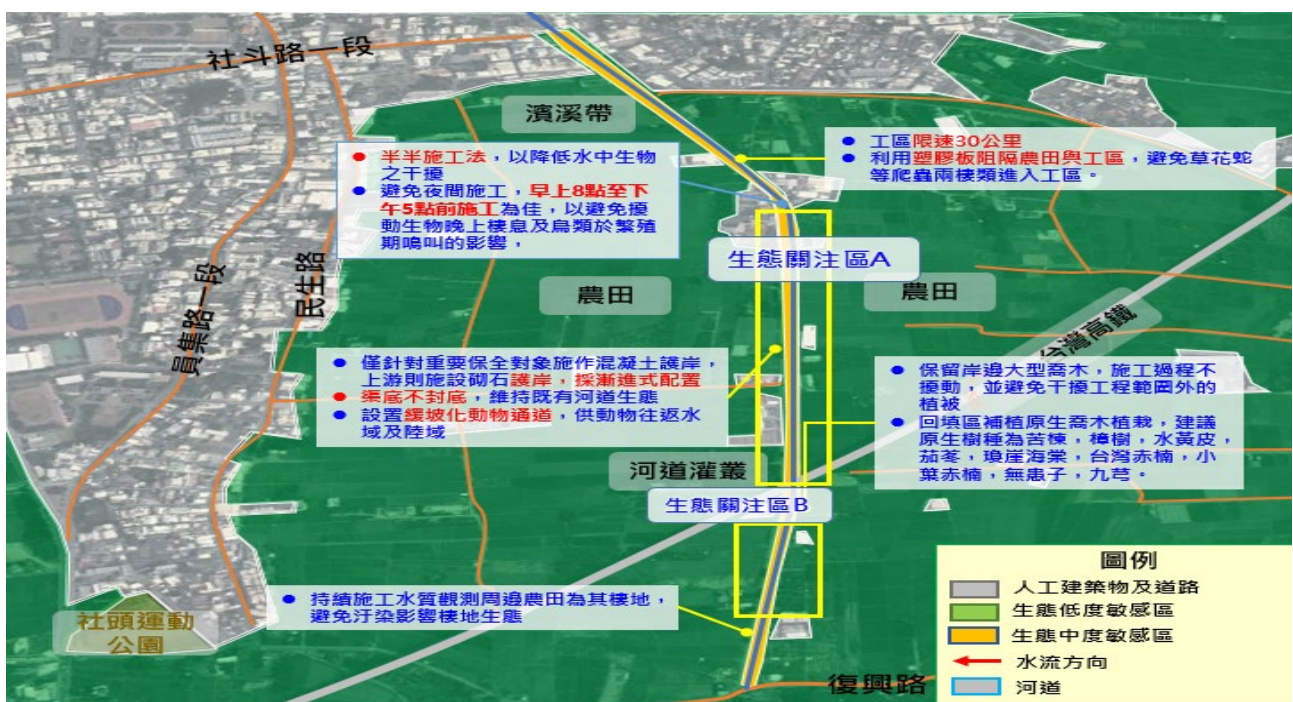 社斗路一段
濱溪帶
● 半半施工法，以降低水中生物
之干擾
● 避免夜間施工，早上8點至下
午5點前施工為佳，以避免擾
動生物晚上棲息及鳥類於繁殖
期鳴叫的影響，
● 工區限速30公里
● 利用塑膠板阻隔農田與工區，避免草花蛇
等爬蟲兩棲類進入工區。
生態關注區A
員集路一段
民生路
農田
農田
台灣高鐵
● 僅針對重要保全對象施作混凝土護岸，
上游則施設砌石護岸，採漸進式配置
● 渠底不封底，維持既有河道生態
● 設置緩坡化動物通道，供動物往返水
域及陸域
● 保留岸邊大型喬木，施工過程不
擾動，並避免干擾工程範圍外的
植被
● 回填區補植原生喬木植栽，建議
原生樹種為苦楝，樟樹，水黃皮，
茄苳，瓊崖海棠，台灣赤楠，小
葉赤楠，無患子，九芎。
河道灌叢
生態關注區B
● 持續施工水質觀測周邊農田為其棲地，
避免汙染影響棲地生態
社頭運動
公園
復興路
圖例
人工建築物及道路
生態低度敏感區
生態中度敏感區
水流方向
河道